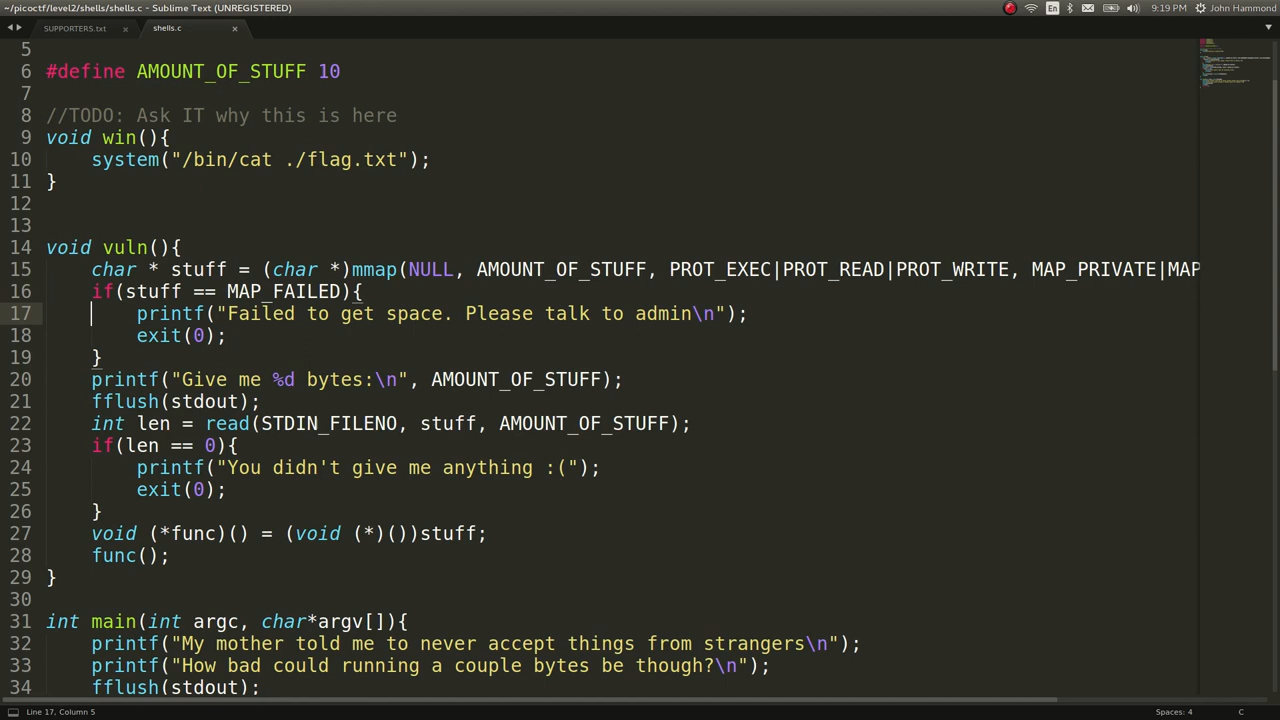 ~/picoctf/level2/shells/shells.c - Sublime Text (UNREGISTERED)
En
9:19 PM
John Hammond
SUPPORTERS.txt
shells.c
5
6 #define AMOUNT_OF_STUFF 10
7
8 //TODO: Ask IT why this is here
9 void win(){
10     system("/bin/cat ./flag.txt");
11 }
12
13
14 void vuln(){
15     char * stuff = (char *)mmap(NULL, AMOUNT_OF_STUFF, PROT_EXEC|PROT_READ|PROT_WRITE, MAP_PRIVATE|MAP
16     if(stuff == MAP_FAILED){
17         printf("Failed to get space. Please talk to admin\n");
18         exit(0);
19     }
20     printf("Give me %d bytes:\n", AMOUNT_OF_STUFF);
21     fflush(stdout);
22     int len = read(STDIN_FILENO, stuff, AMOUNT_OF_STUFF);
23     if(len == 0){
24         printf("You didn't give me anything :(");
25         exit(0);
26     }
27     void (*func)() = (void (*)())stuff;
28     func();
29 }
30
31 int main(int argc, char*argv[]){
32     printf("My mother told me to never accept things from strangers\n");
33     printf("How bad could running a couple bytes be though?\n");
34     fflush(stdout);
Line 17, Column 5
Spaces: 4
C